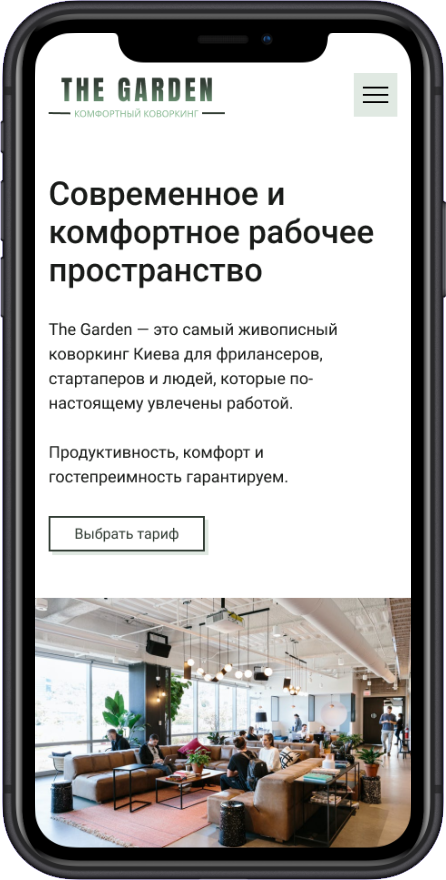 THE GARDEN
КОМФОРТНЫЙ КОВОРКИНГ
Современное и
комфортное рабочее
пространство
The Garden — это самый живописный
коворкинг Киева для фрилансеров,
стартаперов и людей, которые по-
настоящему увлечены работой.
Продуктивность, комфорт и
гостепреимность гарантируем.
Выбрать тариф